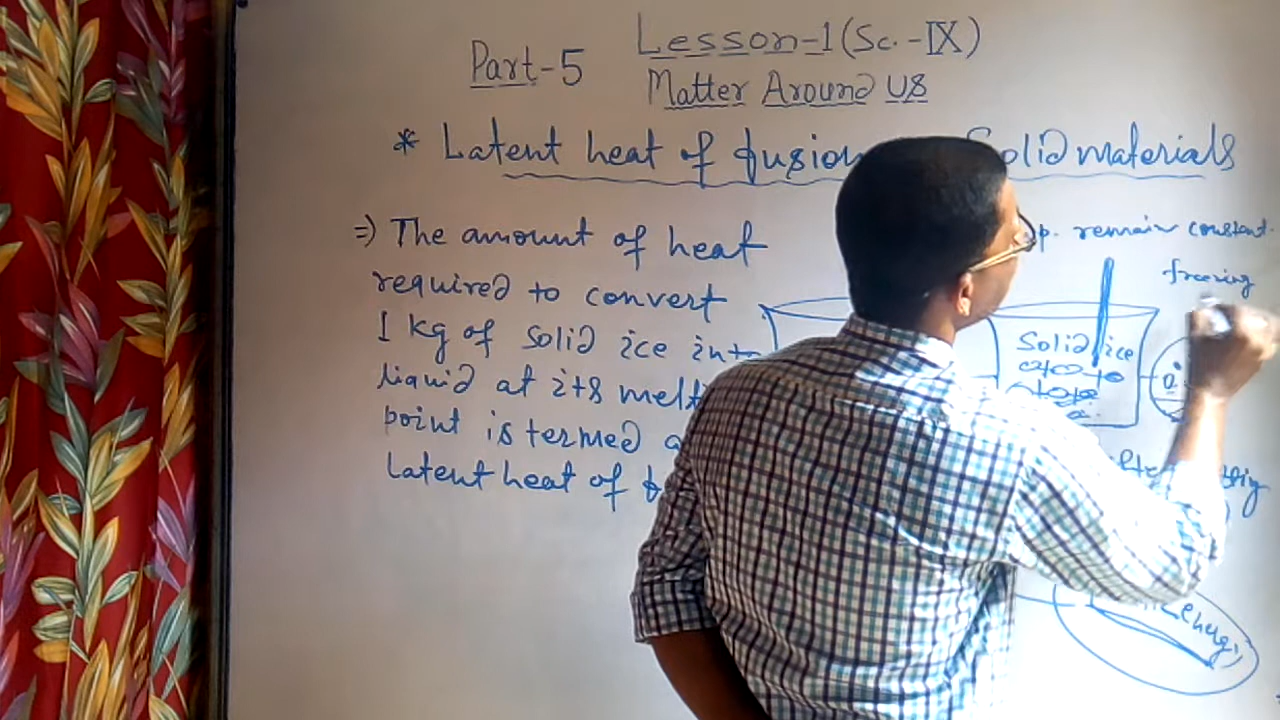 Part-5 Lesson-1 (Sc.-IX)
Matter Around us
* Latent heat of fusion Solid materials
⇒) The amount of heat
required to convert
1 kg of solid ice into
liquid at its melti
point is termed a
Latent heat of f
p. remain constant.
freezing
Solid ice
0°